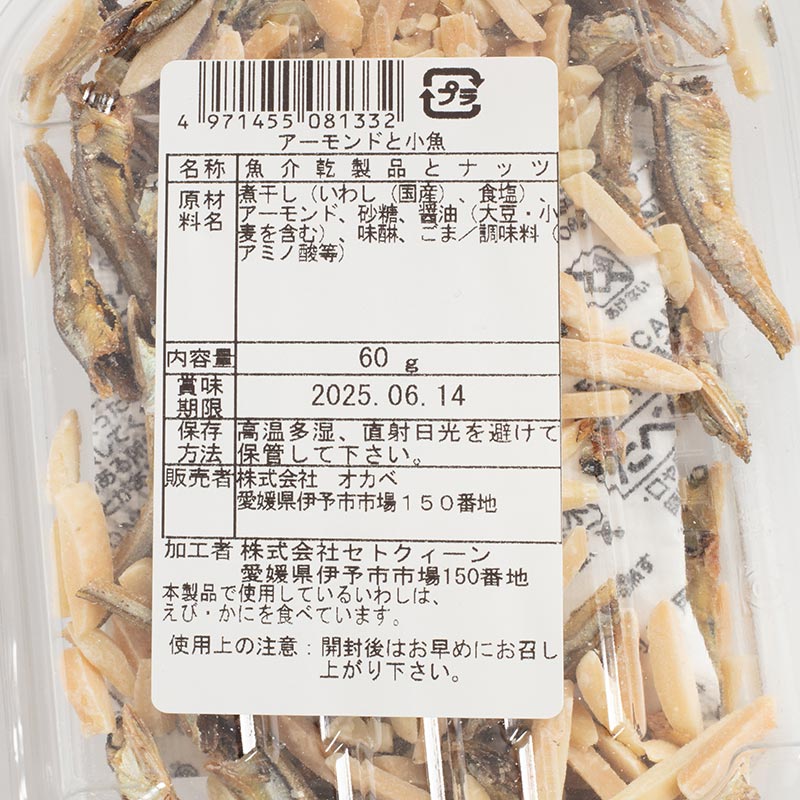 4 971455 081332
プラ
アーモンドと小魚
名称 魚介乾製品とナッツ
原材料名 煮干し（いわし（国産）、食塩）、
アーモンド、砂糖、醤油（大豆・小
麦を含む）、味醂、ごま／調味料（
アミノ酸等）
内容量 60 g
賞味期限 2025.06.14
保存方法 高温多湿、直射日光を避けて
保管して下さい。
販売者 株式会社 オカベ
愛媛県伊予市市場１５０番地
加工者 株式会社セトクィーン
愛媛県伊予市市場150番地
本製品で使用しているいわしは、
えび・かにを食べています。
使用上の注意：開封後はお早めにお召し
上がり下さい。